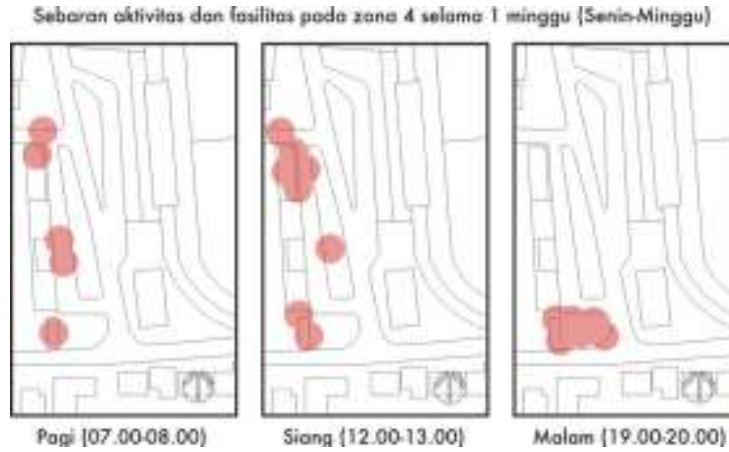 Sebaran aktivitas dan fasilitas pada zona 4 selama 1 minggu (Senin-Minggu)
Pagi (07.00-08.00)
Siang (12.00-13.00)
Malam (19.00-20.00)